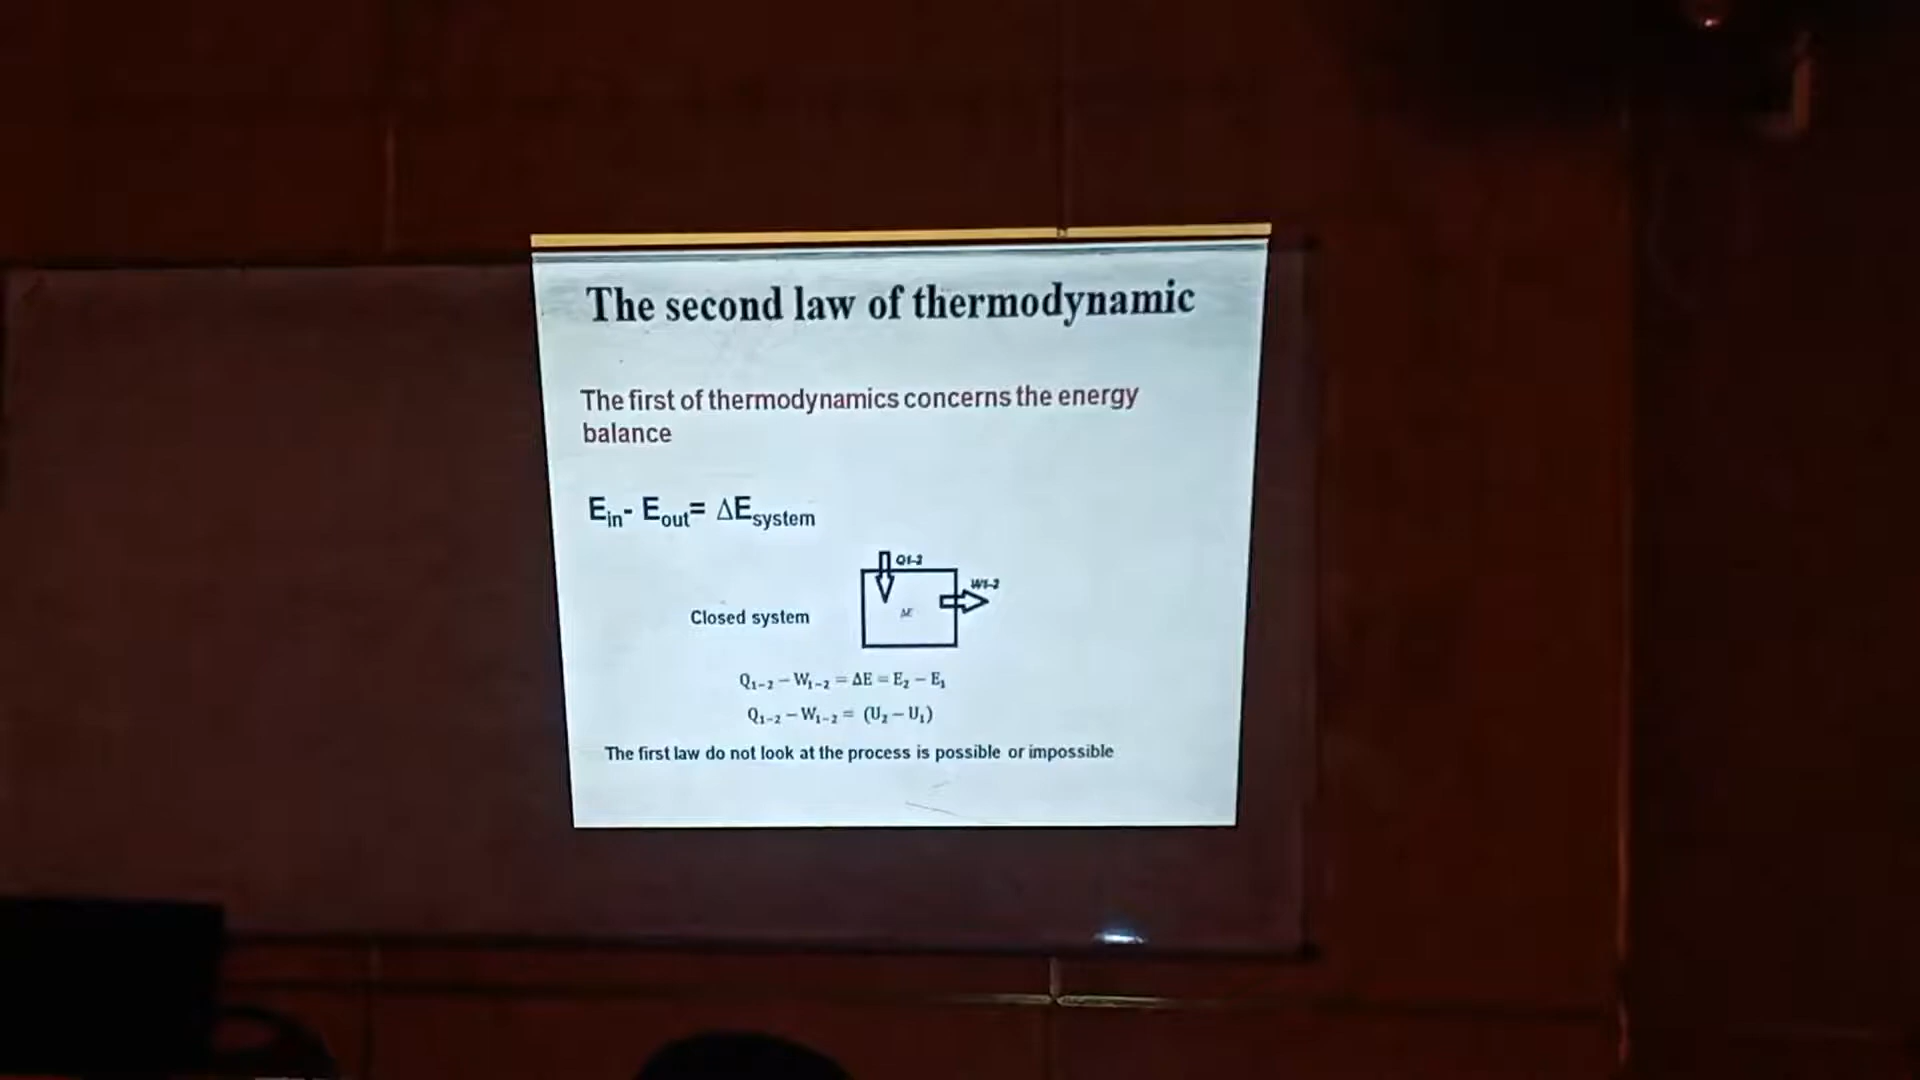 The second law of thermodynamic
The first of thermodynamics concerns the energy
balance
Ein- Eout= ΔEsystem
Q1-2
W1-2
ΔE
Closed system
Q₁₋₂ − W₁₋₂ = ΔE = E₂ − E₁
Q₁₋₂ − W₁₋₂ = (U₂ − U₁)
The first law do not look at the process is possible or impossible